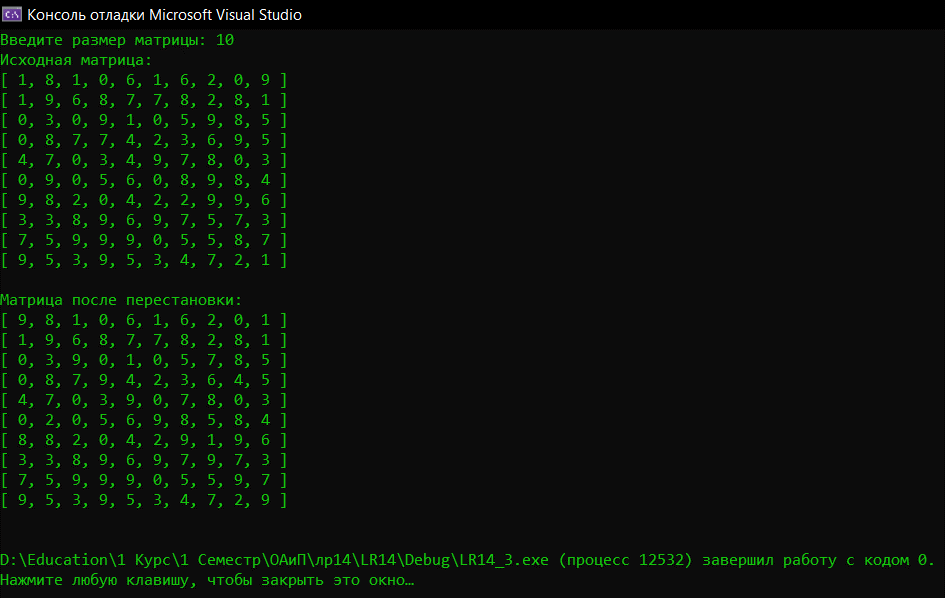 Консоль отладки Microsoft Visual Studio
Введите размер матрицы: 10
Исходная матрица:
[ 1, 8, 1, 0, 6, 1, 6, 2, 0, 9 ]
[ 1, 9, 6, 8, 7, 7, 8, 2, 8, 1 ]
[ 0, 3, 0, 9, 1, 0, 5, 9, 8, 5 ]
[ 0, 8, 7, 7, 4, 2, 3, 6, 9, 5 ]
[ 4, 7, 0, 3, 4, 9, 7, 8, 0, 3 ]
[ 0, 9, 0, 5, 6, 0, 8, 9, 8, 4 ]
[ 9, 8, 2, 0, 4, 2, 2, 9, 9, 6 ]
[ 3, 3, 8, 9, 6, 9, 7, 5, 7, 3 ]
[ 7, 5, 9, 9, 9, 0, 5, 5, 8, 7 ]
[ 9, 5, 3, 9, 5, 3, 4, 7, 2, 1 ]
Матрица после перестановки:
[ 9, 8, 1, 0, 6, 1, 6, 2, 0, 1 ]
[ 1, 9, 6, 8, 7, 7, 8, 2, 8, 1 ]
[ 0, 3, 9, 0, 1, 0, 5, 7, 8, 5 ]
[ 0, 8, 7, 9, 4, 2, 3, 6, 4, 5 ]
[ 4, 7, 0, 3, 9, 0, 7, 8, 0, 3 ]
[ 0, 2, 0, 5, 6, 9, 8, 5, 8, 4 ]
[ 8, 8, 2, 0, 4, 2, 9, 1, 9, 6 ]
[ 3, 3, 8, 9, 6, 9, 7, 9, 7, 3 ]
[ 7, 5, 9, 9, 9, 0, 5, 5, 9, 7 ]
[ 9, 5, 3, 9, 5, 3, 4, 7, 2, 9 ]
D:\Education\1 Курс\1 Семестр\ОАиП\лр14\LR14\Debug\LR14_3.exe (процесс 12532) завершил работу с кодом 0.
Нажмите любую клавишу, чтобы закрыть это окно…